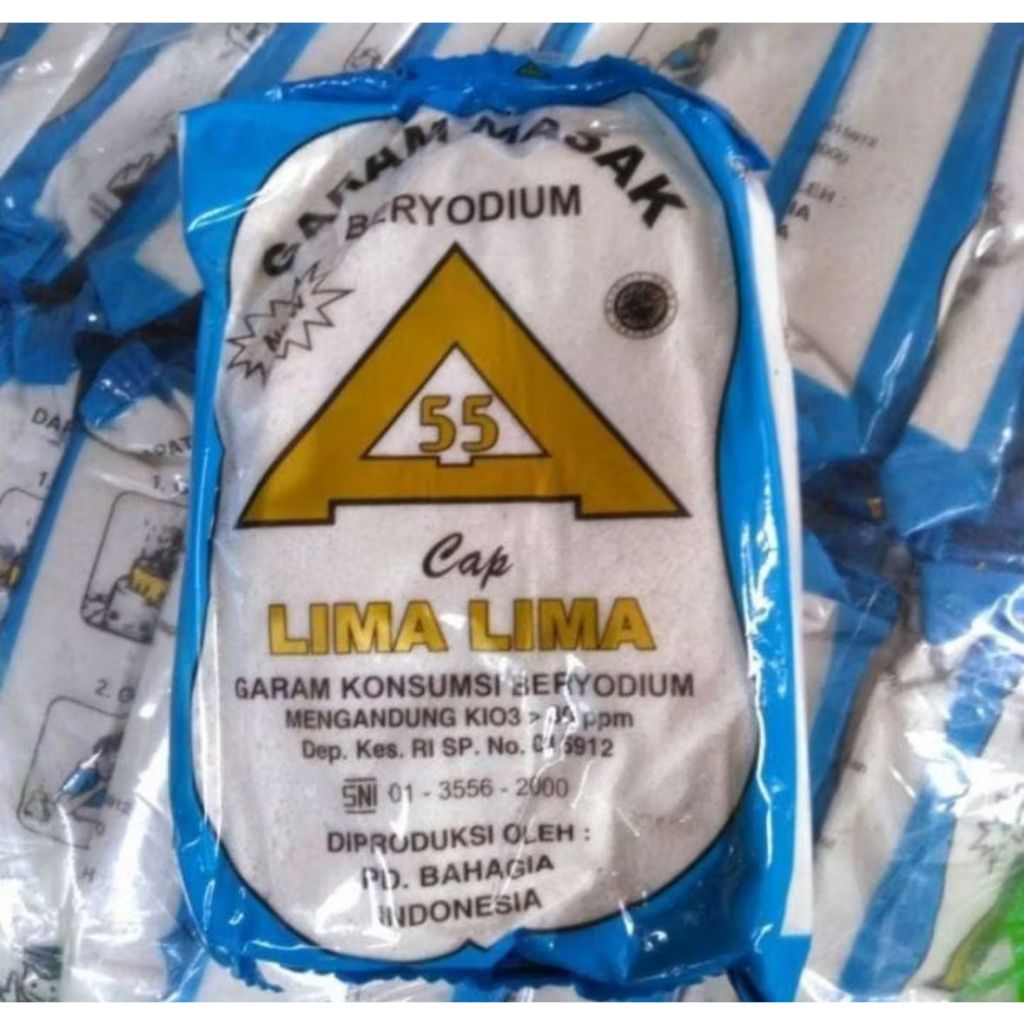 GARAM MASAK
BERYODIUM
55
Cap
LIMA LIMA
GARAM KONSUMSI BERYODIUM
MENGANDUNG KIO3 > ppm
Dep. Kes. RI SP. No.
SNI 01 - 3556 - 2000
DIPRODUKSI OLEH :
PD. BAHAGIA
INDONESIA